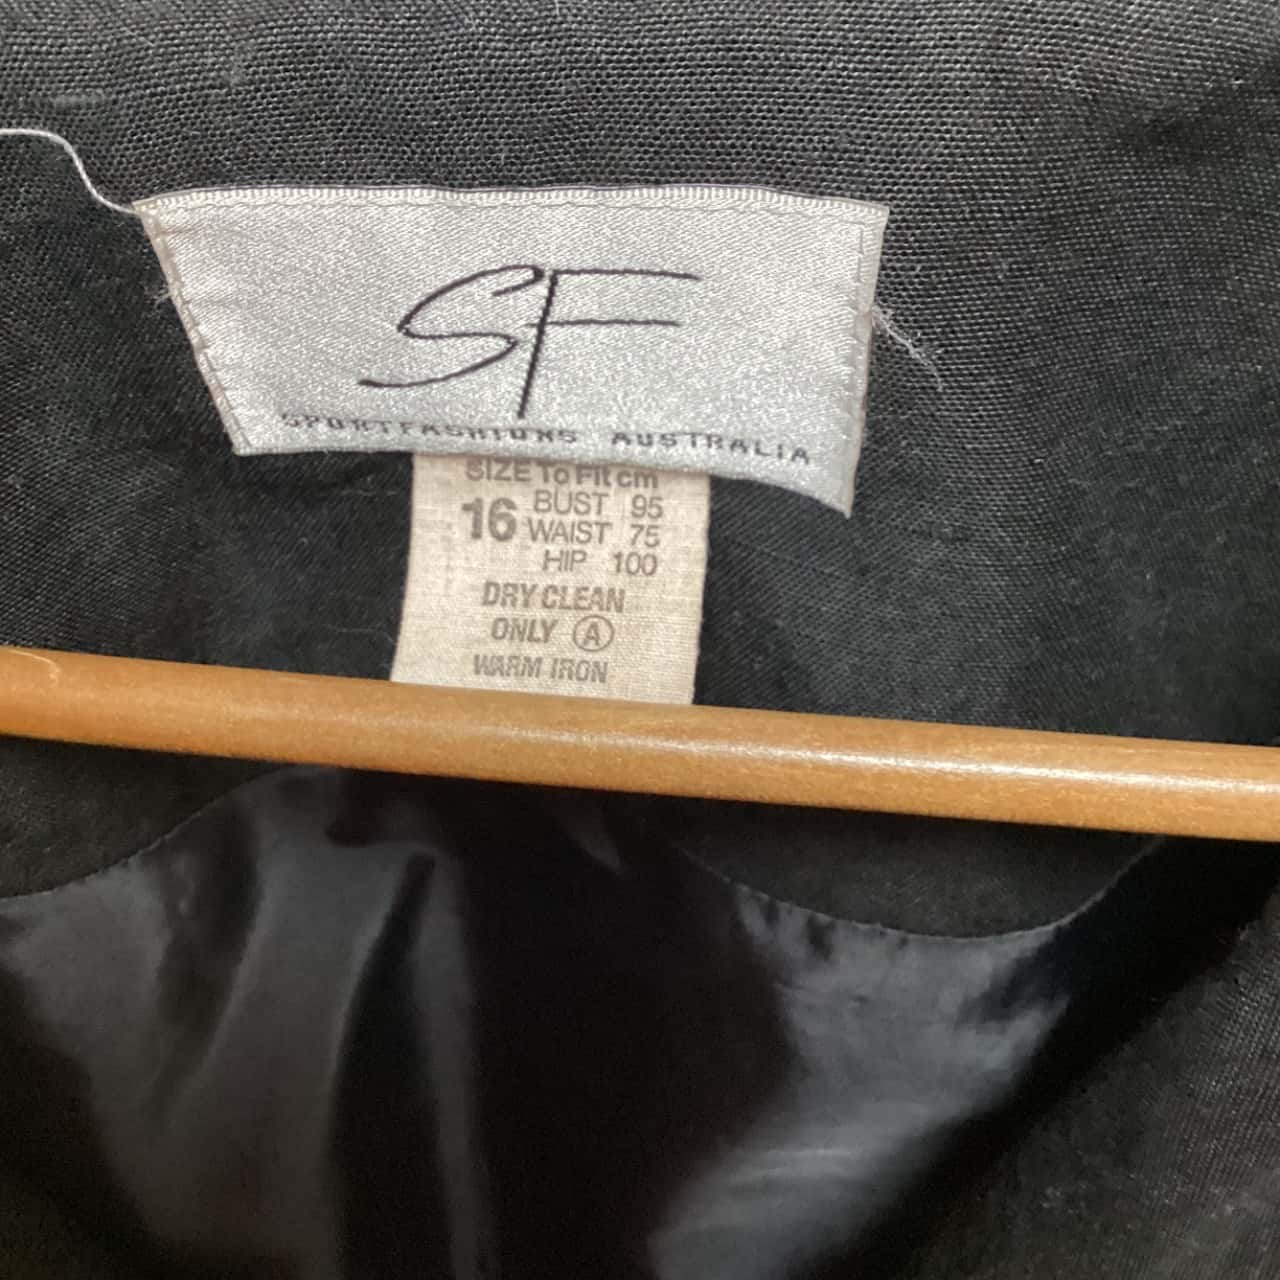 SF
SPORTFASHIONS AUSTRALIA
SIZE To Fit cm
16 BUST 95
WAIST 75
HIP 100
DRY CLEAN
ONLY A
WARM IRON